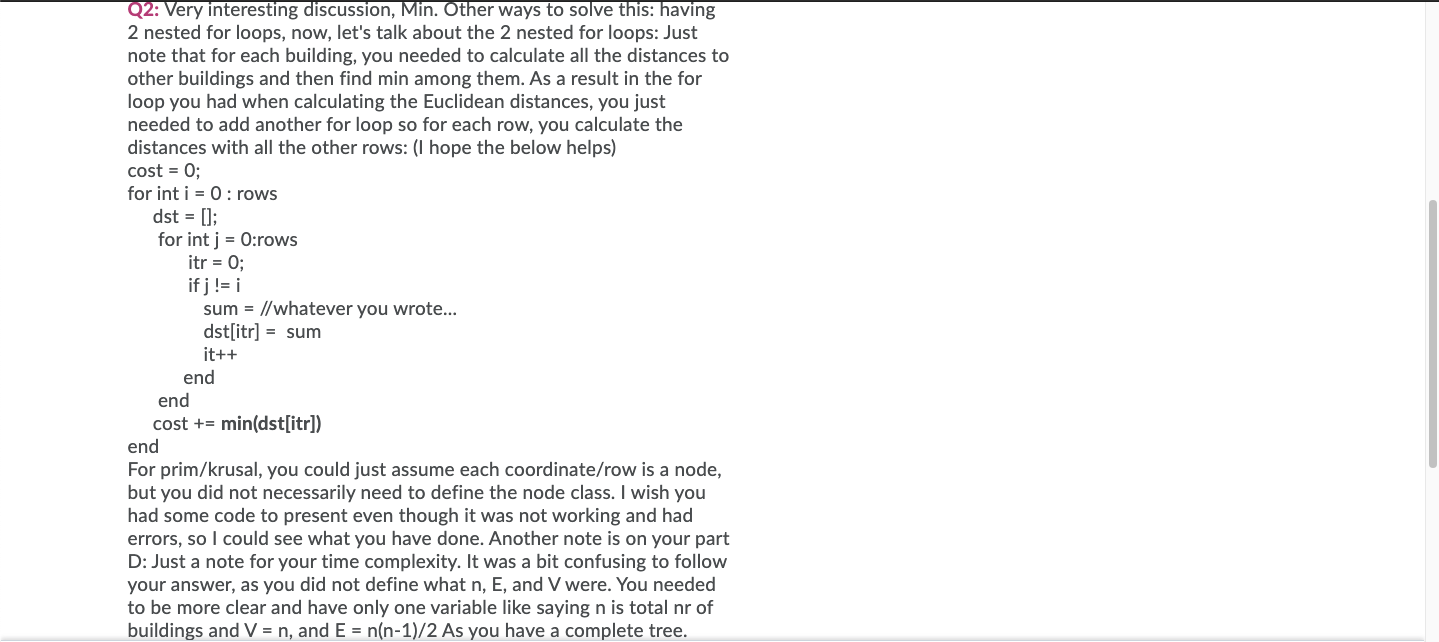 Q2: Very interesting discussion, Min. Other ways to solve this: having
2 nested for loops, now, let's talk about the 2 nested for loops: Just
note that for each building, you needed to calculate all the distances to
other buildings and then find min among them. As a result in the for
loop you had when calculating the Euclidean distances, you just
needed to add another for loop so for each row, you calculate the
distances with all the other rows: (I hope the below helps)
cost = 0;
for int i = 0 : rows
dst = [];
for int j = 0:rows
itr = 0;
if j != i
sum = //whatever you wrote...
dst[itr] = sum
it++
end
end
cost += min(dst[itr])
end
For prim/krusal, you could just assume each coordinate/row is a node,
but you did not necessarily need to define the node class. I wish you
had some code to present even though it was not working and had
errors, so I could see what you have done. Another note is on your part
D: Just a note for your time complexity. It was a bit confusing to follow
your answer, as you did not define what n, E, and V were. You needed
to be more clear and have only one variable like saying n is total nr of
buildings and V = n, and E = n(n-1)/2 As you have a complete tree.